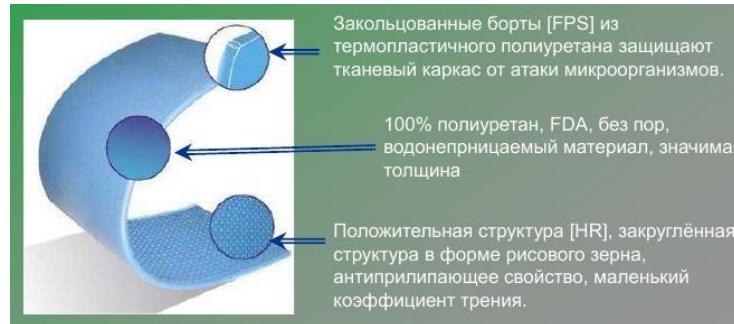 Закольцованные борты [FPS] из
термопластичного полиуретана защищают
тканевый каркас от атаки микроорганизмов.
100% полиуретан, FDA, без пор,
водонепрницаемый материал, значимая
толщина
Положительная структура [HR], закруглённая
структура в форме рисового зерна,
антиприлипающее свойство, маленький
коэффициент трения.